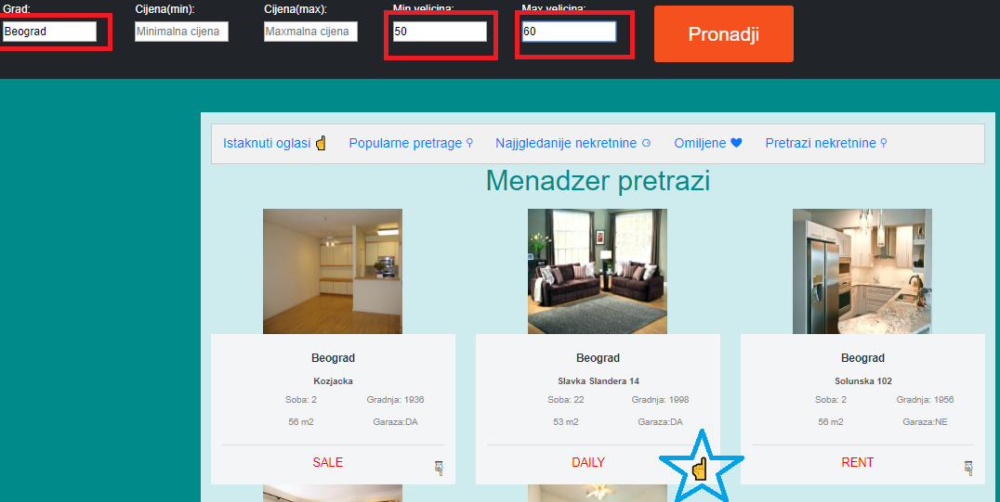 Grad: Cijena(min): Cijena(max): Min velicina: Max velicina:
Beograd Minimalna cijena Maxmalna cijena 50 60 Pronadji
Istaknuti oglasi Popularne pretrage Najjgledanije nekretnine Omiljene Pretrazi nekretnine
Menadzer pretrazi
Beograd Beograd Beograd
Kozjacka Slavka Slandera 14 Solunska 102
Soba: 2 Gradnja: 1936 Soba: 22 Gradnja: 1998 Soba: 2 Gradnja: 1956
56 m2 Garaza:DA 53 m2 Garaza:DA 56 m2 Garaza:NE
SALE DAILY RENT